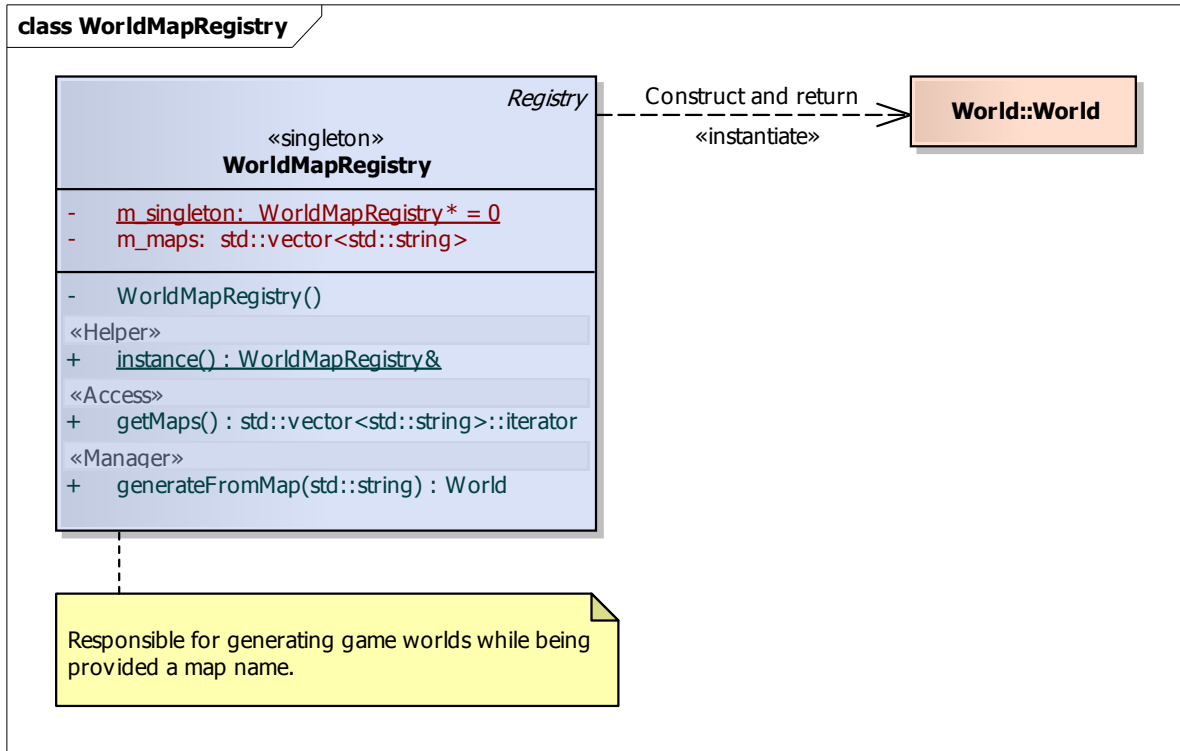 class WorldMapRegistry
Registry
«singleton»
WorldMapRegistry
- m_singleton: WorldMapRegistry* = 0
- m_maps: std::vector<std::string>
- WorldMapRegistry()
«Helper»
+ instance() : WorldMapRegistry&
«Access»
+ getMaps() : std::vector<std::string>::iterator
«Manager»
+ generateFromMap(std::string) : World
Construct and return
«instantiate»
World::World
Responsible for generating game worlds while being
provided a map name.